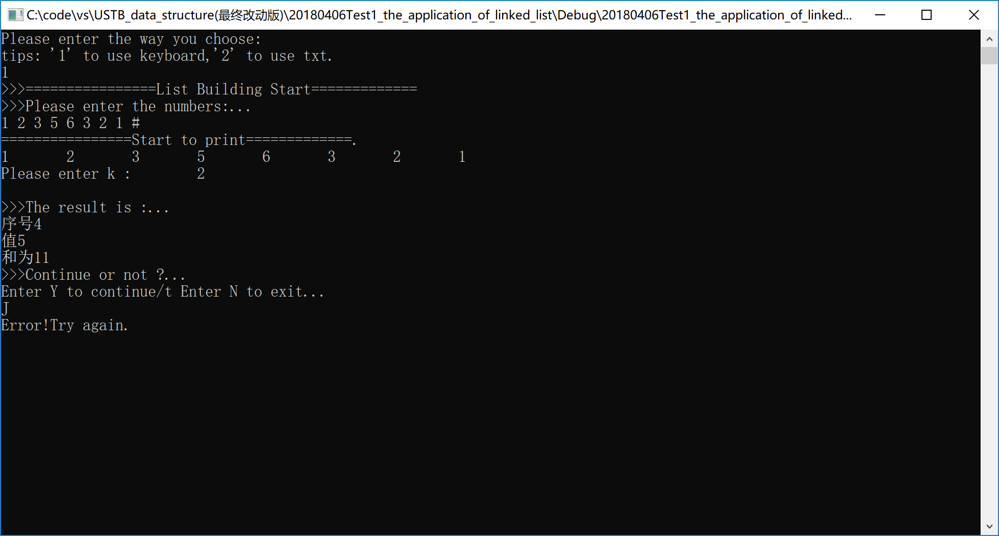 C:\code\vs\USTB_data_structure(最终改动版)\20180406Test1_the_application_of_linked_list\Debug\20180406Test1_the_application_of_linked...
Please enter the way you choose:
tips: '1' to use keyboard,'2' to use txt.
1
>>>================List Building Start=============
>>>Please enter the numbers:...
1 2 3 5 6 3 2 1 #
================Start to print=============.
1       2       3       5       6       3       2       1
Please enter k :        2
>>>The result is :...
序号4
值5
和为11
>>>Continue or not ?...
Enter Y to continue/t Enter N to exit...
J
Error!Try again.